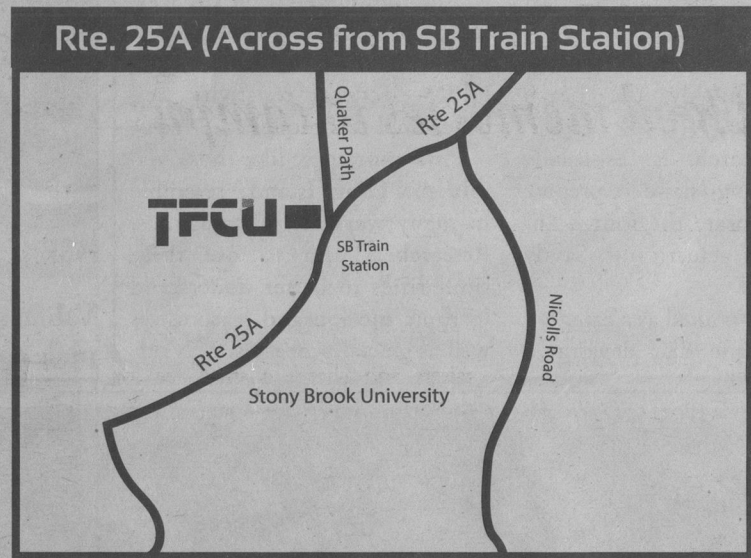 Rte. 25A (Across from SB Train Station)
Quaker Path
Rte 25A
TFCU
SB Train
Station
Rte 25A
Nicolls Road
Stony Brook University